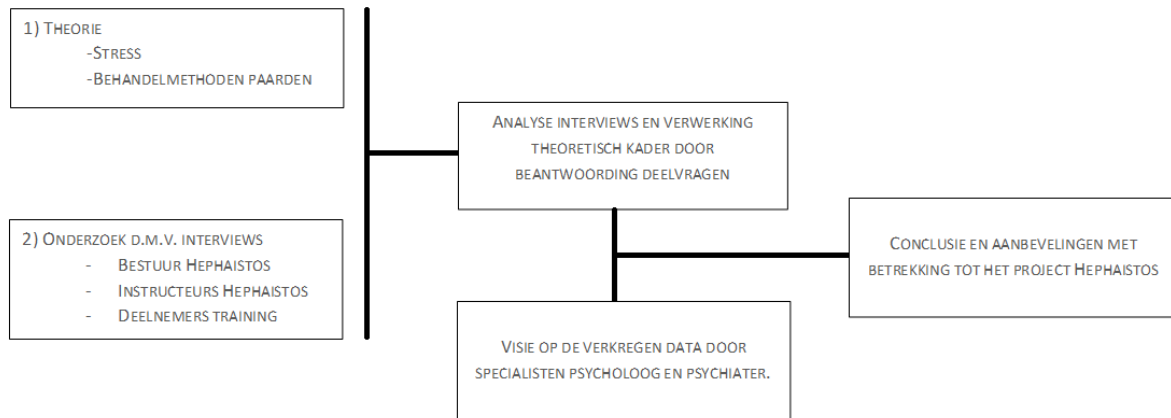 1) THEORIE
-STRESS
-BEHANDELMETHODEN PAARDEN
2) ONDERZOEK D.M.V. INTERVIEWS
- BESTUUR HEPHAISTOS
- INSTRUCTEURS HEPHAISTOS
- DEELNEMERS TRAINING
ANALYSE INTERVIEWS EN VERWERKING
THEORETISCH KADER DOOR
BEANTWOORDING DEELVRAGEN
VISIE OP DE VERKREGEN DATA DOOR
SPECIALISTEN PSYCHOLOOG EN PSYCHIATER.
CONCLUSIE EN AANBEVELINGEN MET
BETREKKING TOT HET PROJECT HEPHAISTOS